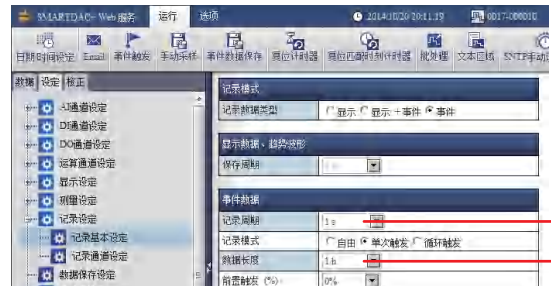 SMARTDAC+ Web 服务 运行 选项 2014/10/20 20:11:19 0017-000010
日期时间设定 Email 事件触发 手动采样 事件数据保存 复位计时器 复位匹配时刻计时器 批处理 文本区域
数据 设定 校正
AI通道设定
DI通道设定
DO通道设定
运算通道设定
显示设定
测量设定
记录设定
记录基本设定
记录通道设定
数据保存设定
记录模式
记录数据类型 显示 显示 +事件 事件
显示数据、趋势波形
保存周期
事件数据
记录周期 1 s
记录模式 自由 单次触发 循环触发
数据长度 1 h
前置触发 (%) 0%